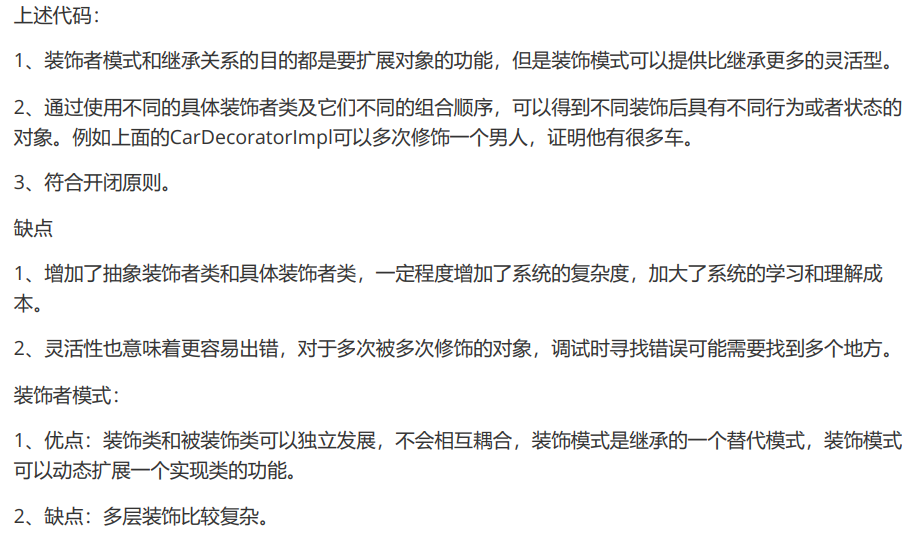 上述代码：
1、装饰者模式和继承关系的目的都是要扩展对象的功能，但是装饰模式可以提供比继承更多的灵活型。
2、通过使用不同的具体装饰者类及它们不同的组合顺序，可以得到不同装饰后具有不同行为或者状态的
对象。例如上面的CarDecoratorImpl可以多次修饰一个男人，证明他有很多车。
3、符合开闭原则。
缺点
1、增加了抽象装饰者类和具体装饰者类，一定程度增加了系统的复杂度，加大了系统的学习和理解成
本。
2、灵活性也意味着更容易出错，对于多次被多次修饰的对象，调试时寻找错误可能需要找到多个地方。
装饰者模式：
1、优点：装饰类和被装饰类可以独立发展，不会相互耦合，装饰模式是继承的一个替代模式，装饰模式
可以动态扩展一个实现类的功能。
2、缺点：多层装饰比较复杂。